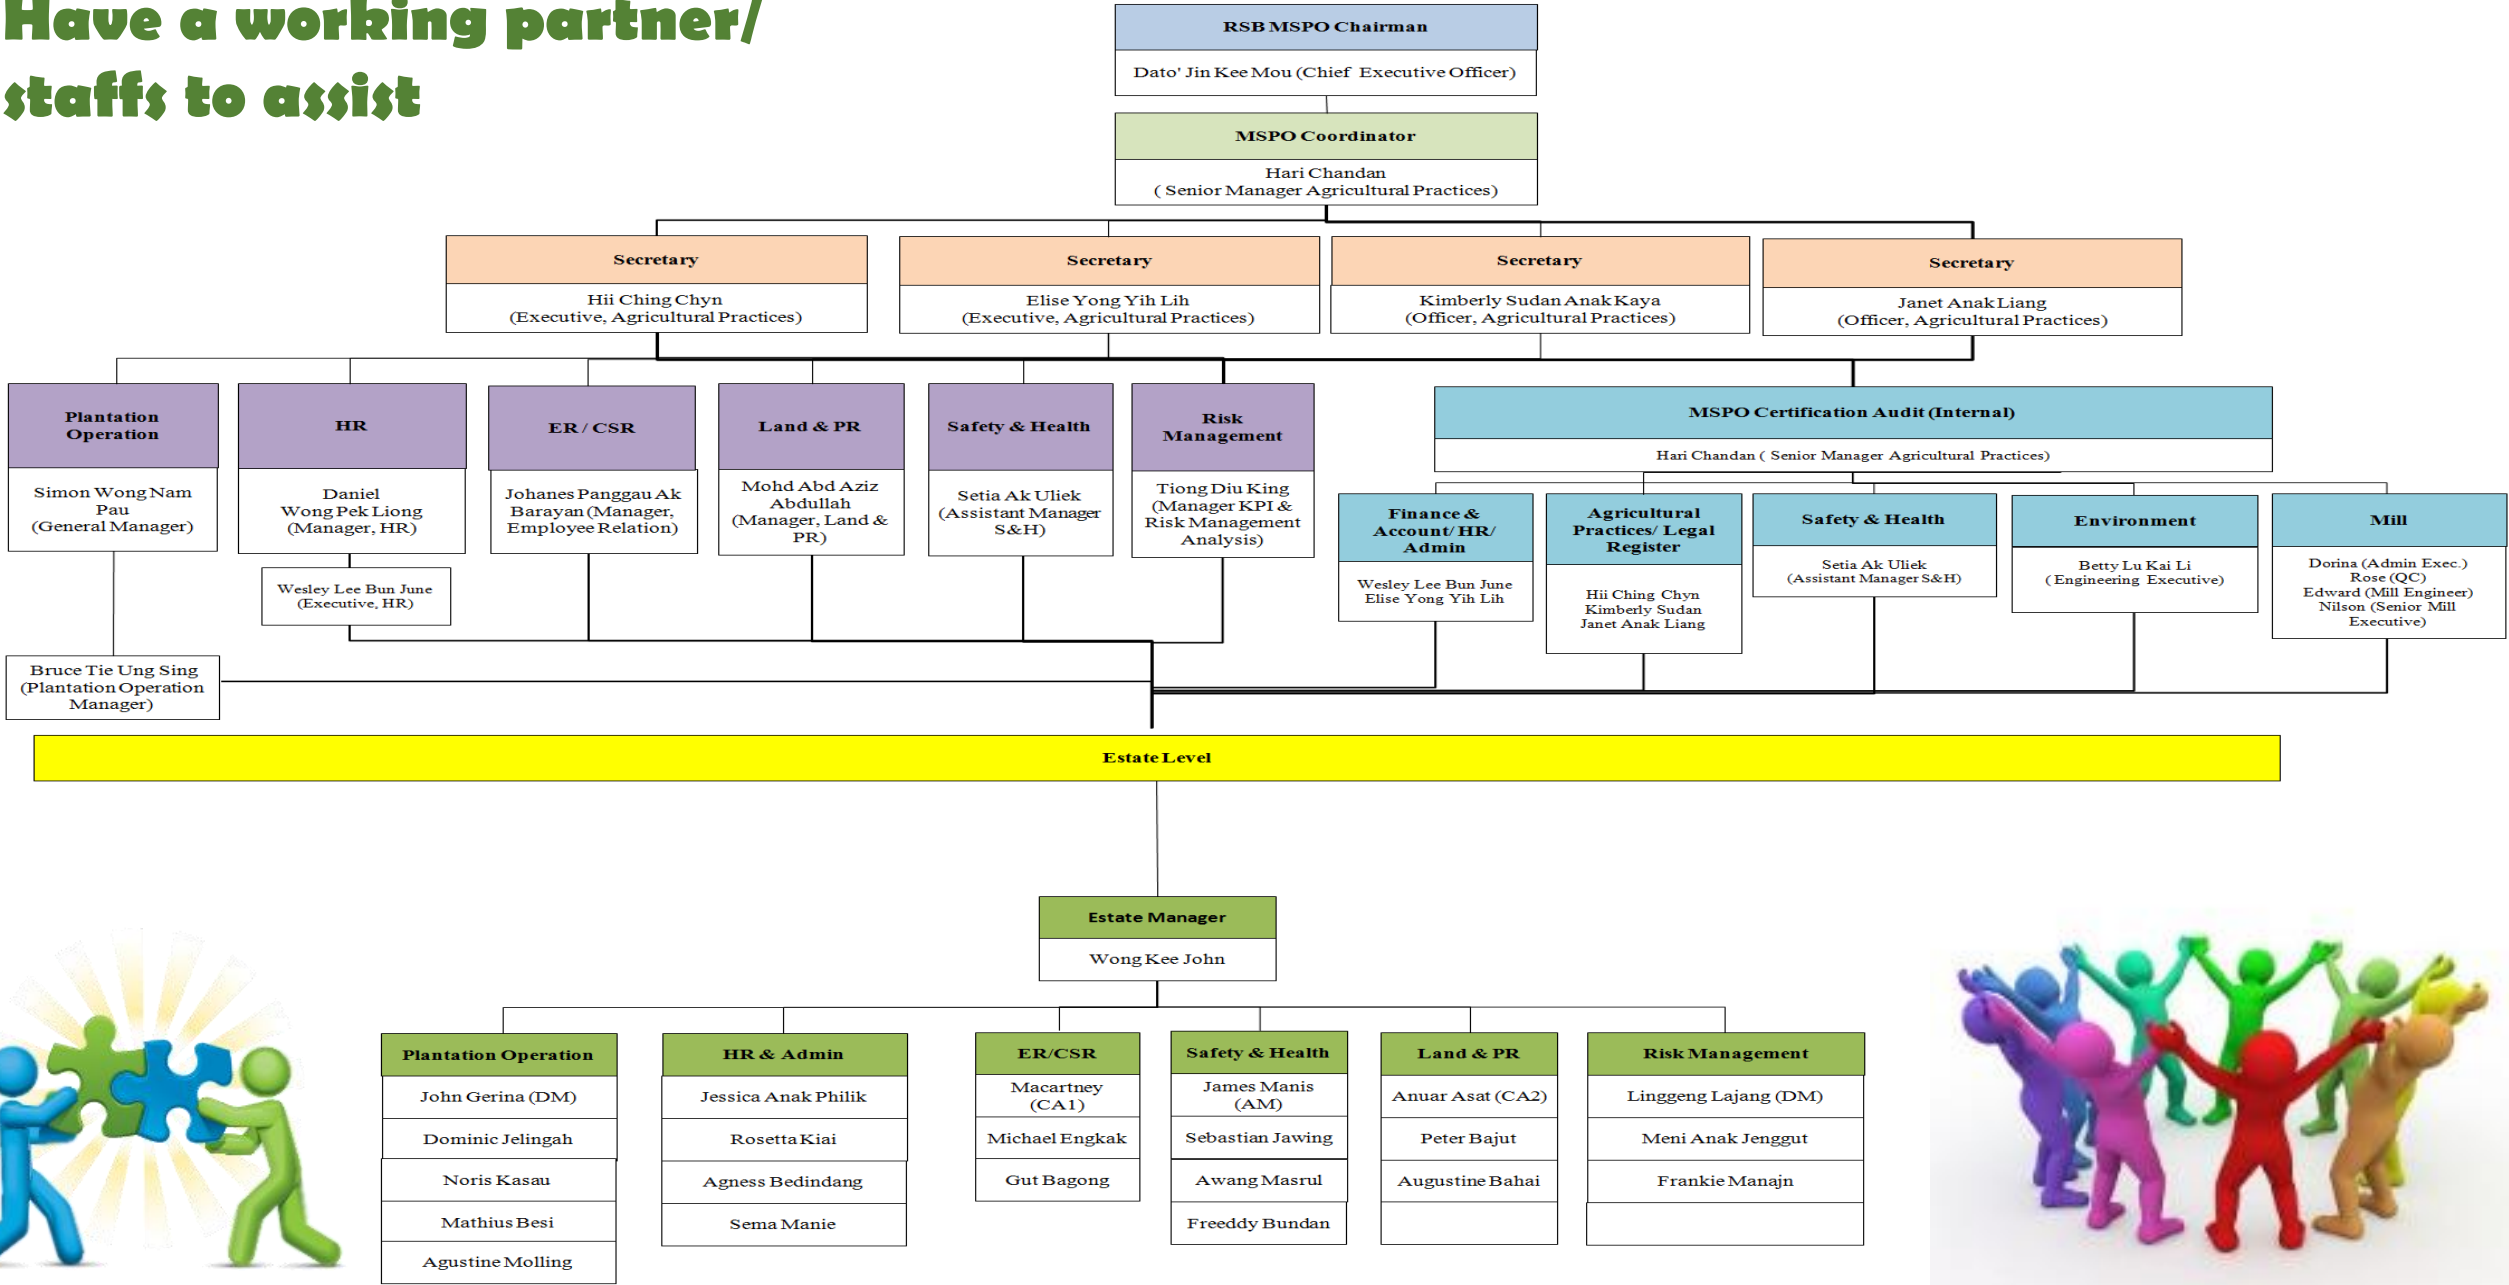 Have a working partner/
staffs to assist
RSB MSPO Chairman
Dato' Jin Kee Mou (Chief Executive Officer)
MSPO Coordinator
Hari Chandan
( Senior Manager Agricultural Practices)
Secretary
Hii Ching Chyn
(Executive, Agricultural Practices)
Secretary
Elise Yong Yih Lih
(Executive, Agricultural Practices)
Secretary
Kimberly Sudan Anak Kaya
(Officer, Agricultural Practices)
Secretary
Janet Anak Liang
(Officer, Agricultural Practices)
Plantation
Operation
Simon Wong Nam
Pau
(General Manager)
Bruce Tie Ung Sing
(Plantation Operation
Manager)
HR
Daniel
Wong Pek Liong
(Manager, HR)
Wesley Lee Bun June
(Executive, HR)
ER / CSR
Johanes Panggau Ak
Barayan (Manager,
Employee Relation)
Land & PR
Mohd Abd Aziz
Abdullah
(Manager, Land &
PR)
Safety & Health
Setia Ak Uliek
(Assistant Manager
S&H)
Risk
Management
Tiong Diu King
(Manager KPI &
Risk Management
Analysis)
MSPO Certification Audit (Internal)
Hari Chandan ( Senior Manager Agricultural Practices)
Finance &
Account/ HR/
Admin
Wesley Lee Bun June
Elise Yong Yih Lih
Agricultural
Practices/ Legal
Register
Hii Ching Chyn
Kimberly Sudan
Janet Anak Liang
Safety & Health
Setia Ak Uliek
(Assistant Manager S&H)
Environment
Betty Lu Kai Li
( Engineering Executive)
Mill
Dorina (Admin Exec.)
Rose (QC)
Edward (Mill Engineer)
Nilson (Senior Mill
Executive)
Estate Level
Estate Manager
Wong Kee John
Plantation Operation
John Gerina (DM)
Dominic Jelingah
Noris Kasau
Mathius Besi
Agustine Molling
HR & Admin
Jessica Anak Philik
Rosetta Kiai
Agness Bedindang
Sema Manie
ER/CSR
Macartney
(CA1)
Michael Engkak
Gut Bagong
Safety & Health
James Manis
(AM)
Sebastian Jawing
Awang Masrul
Freeddy Bundan
Land & PR
Anuar Asat (CA2)
Peter Bajut
Augustine Bahai
Risk Management
Linggeng Lajang (DM)
Meni Anak Jenggut
Frankie Manajn